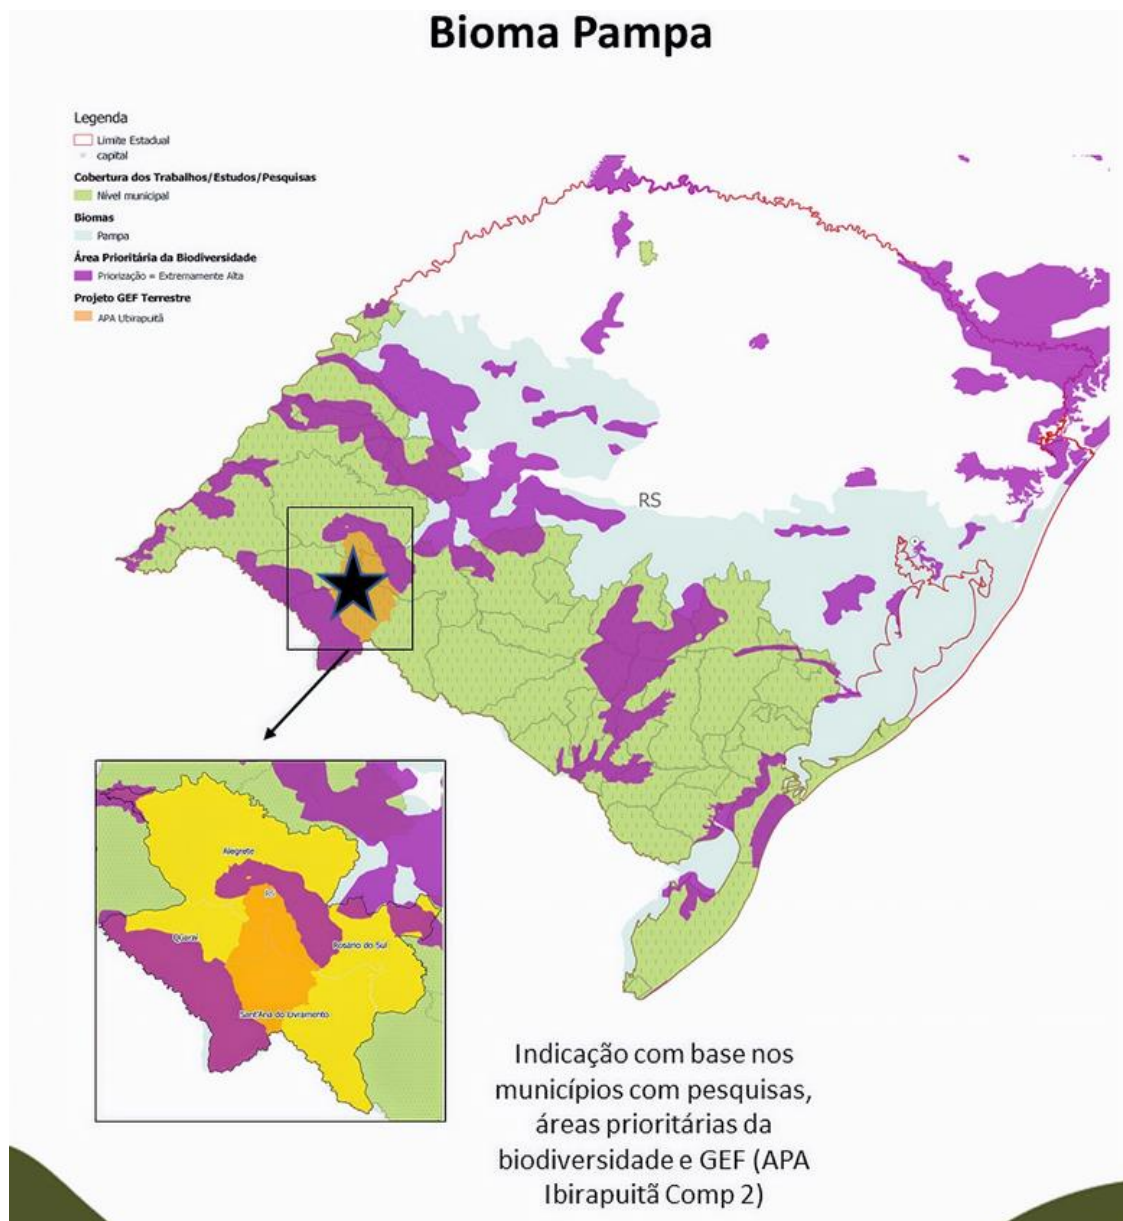 Bioma Pampa
Legenda
Limite Estadual
capital
Cobertura dos Trabalhos/Estudos/Pesquisas
Nível municipal
Biomas
Pampa
Área Prioritária da Biodiversidade
Priorização = Extremamente Alta
Projeto GEF Terrestre
APA Ubirapuitã
RS
Alegrete
RS
Quaraí
Rosário do Sul
Sant'Ana do Livramento
Indicação com base nos
municípios com pesquisas,
áreas prioritárias da
biodiversidade e GEF (APA
Ibirapuitã Comp 2)